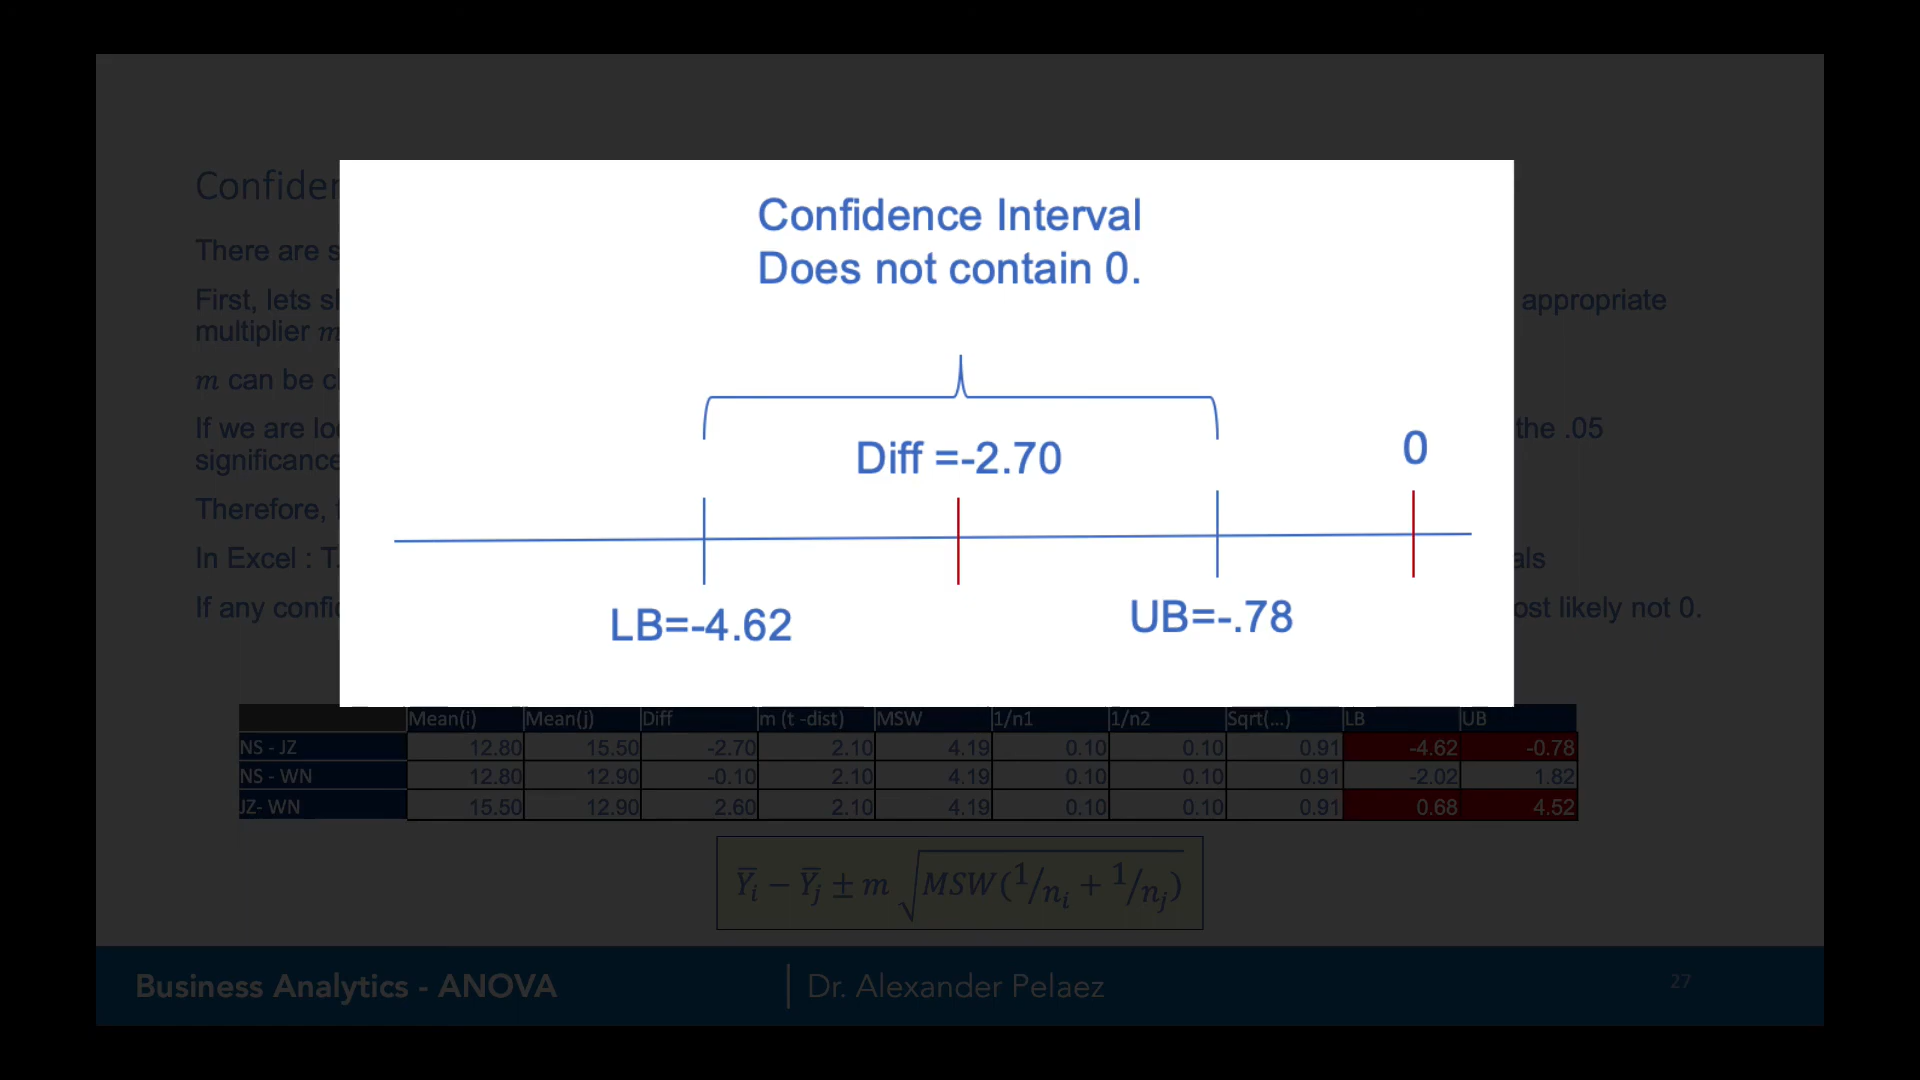 Confiden
Confidence Interval
Does not contain 0.
There are s
First, lets sl
appropriate
multiplier m
m can be cl
If we are loo
the .05
significance
Diff =-2.70
0
Therefore, t
In Excel : T.
als
If any confid
ost likely not 0.
LB=-4.62
UB=-.78
Mean(i) Mean(j) Diff m (t -dist) MSW 1/n1 1/n2 Sqrt(...) LB UB
NS - JZ 12.80 15.50 -2.70 2.10 4.19 0.10 0.10 0.91 -4.62 -0.78
NS - WN 12.80 12.90 -0.10 2.10 4.19 0.10 0.10 0.91 -2.02 1.82
JZ- WN 15.50 12.90 2.60 2.10 4.19 0.10 0.10 0.91 0.68 4.52
Ȳi − Ȳj ± m √MSW(1/ni + 1/nj)
Business Analytics - ANOVA
Dr. Alexander Pelaez
27